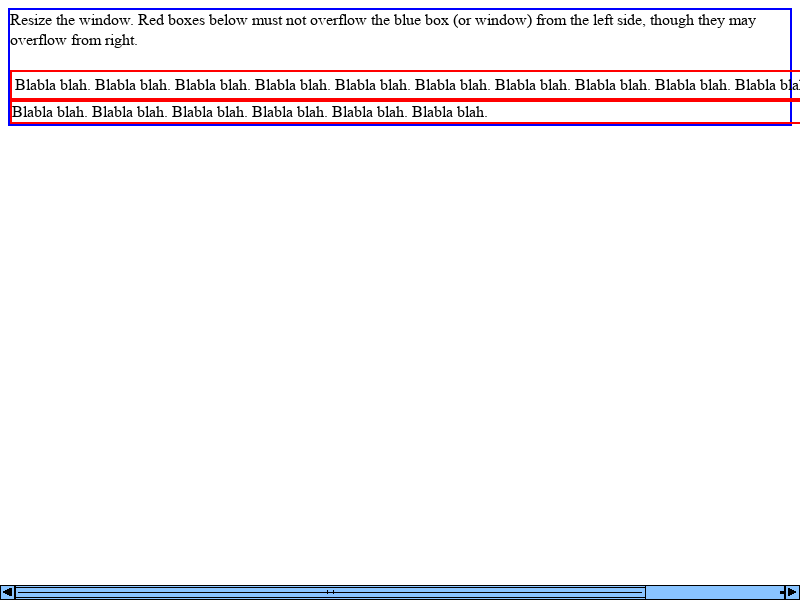 Resize the window. Red boxes below must not overflow the blue box (or window) from the left side, though they may
overflow from right.
Blabla blah. Blabla blah. Blabla blah. Blabla blah. Blabla blah. Blabla blah. Blabla blah. Blabla blah. Blabla blah. Blabla
Blabla blah. Blabla blah. Blabla blah. Blabla blah. Blabla blah. Blabla blah.